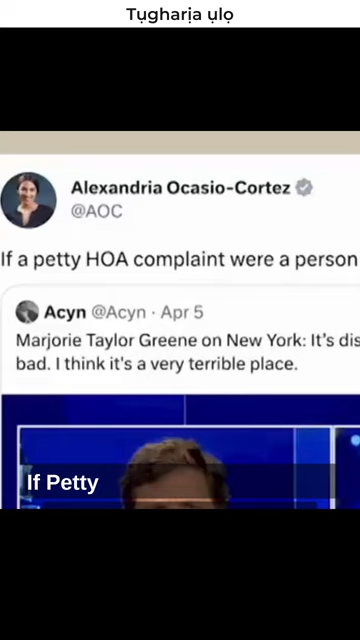 Tụgharịa ụlọ
Alexandria Ocasio-Cortez
@AOC
If a petty HOA complaint were a person
Acyn @Acyn · Apr 5
Marjorie Taylor Greene on New York: It's dis
bad. I think it's a very terrible place.
If Petty